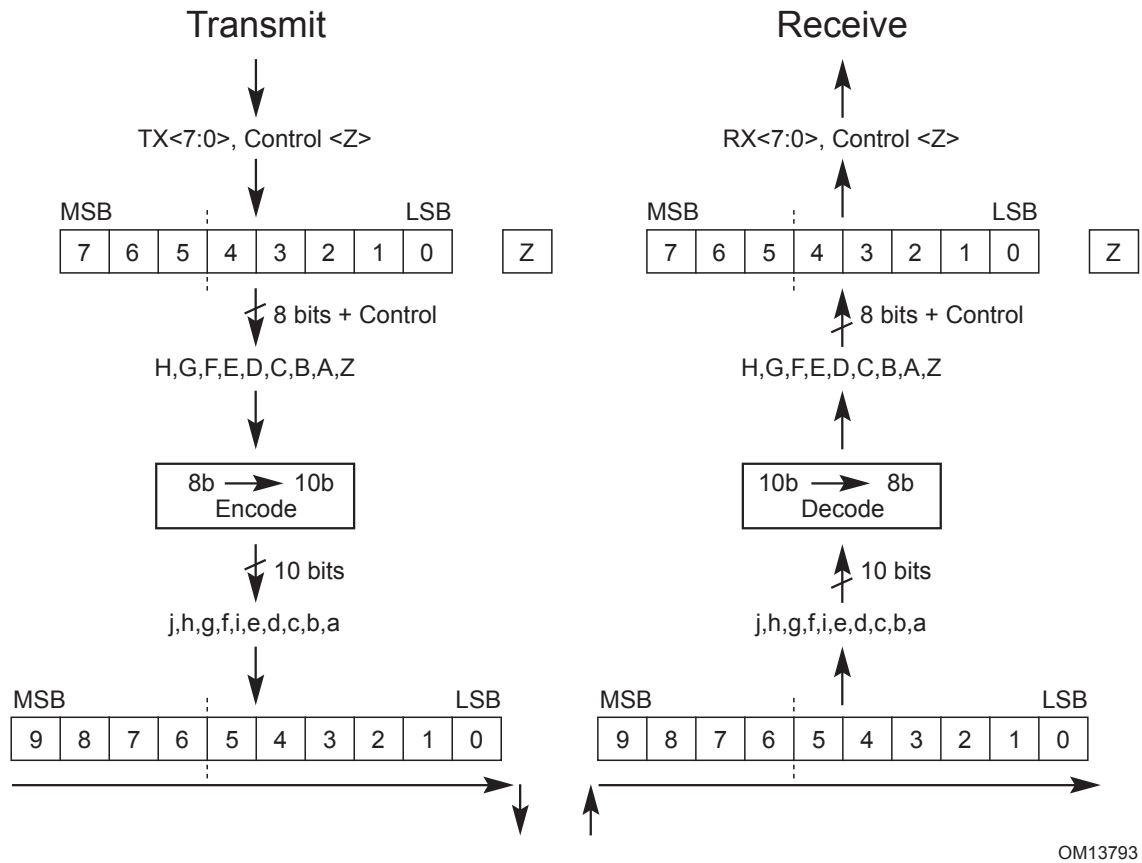 Transmit
TX<7:0>, Control <Z>
MSB LSB
7 6 5 4 3 2 1 0 Z
8 bits + Control
H,G,F,E,D,C,B,A,Z
8b 10b
Encode
10 bits
j,h,g,f,i,e,d,c,b,a
MSB LSB
9 8 7 6 5 4 3 2 1 0
Receive
RX<7:0>, Control <Z>
MSB LSB
7 6 5 4 3 2 1 0 Z
8 bits + Control
H,G,F,E,D,C,B,A,Z
10b 8b
Decode
10 bits
j,h,g,f,i,e,d,c,b,a
MSB LSB
9 8 7 6 5 4 3 2 1 0
OM13793